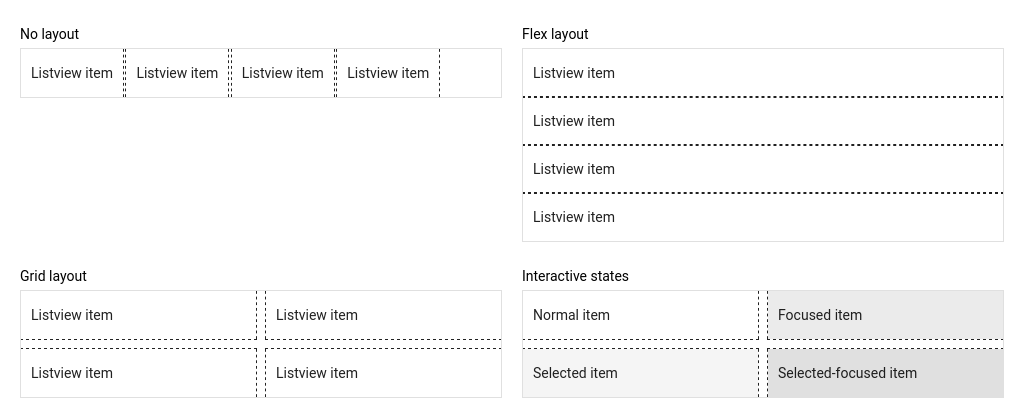 No layout
Listview item Listview item Listview item Listview item
Flex layout
Listview item
Listview item
Listview item
Listview item
Grid layout
Listview item Listview item
Listview item Listview item
Interactive states
Normal item Focused item
Selected item Selected-focused item